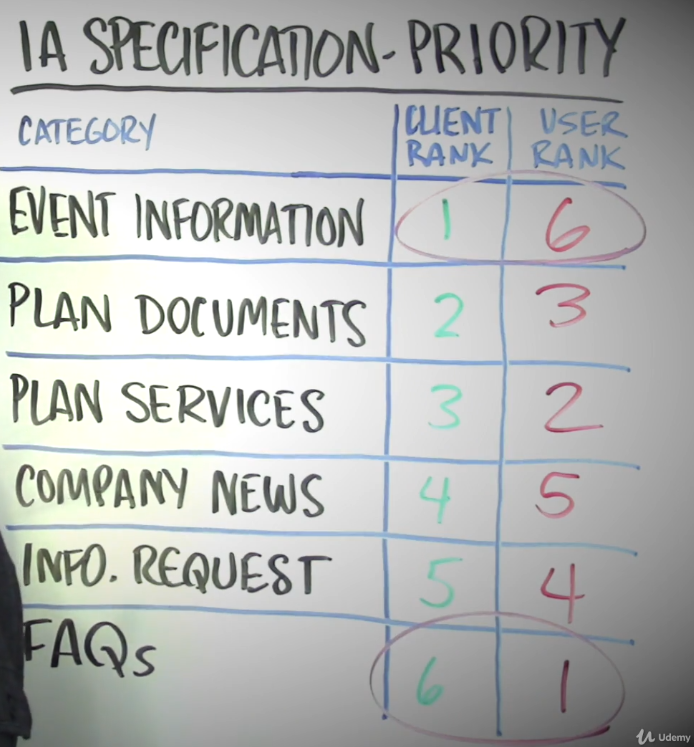 IA SPECIFICATION-PRIORITY
CATEGORY CLIENT RANK USER RANK
EVENT INFORMATION 1 6
PLAN DOCUMENTS 2 3
PLAN SERVICES 3 2
COMPANY NEWS 4 5
INFO. REQUEST 5 4
FAQs 6 1
Udemy